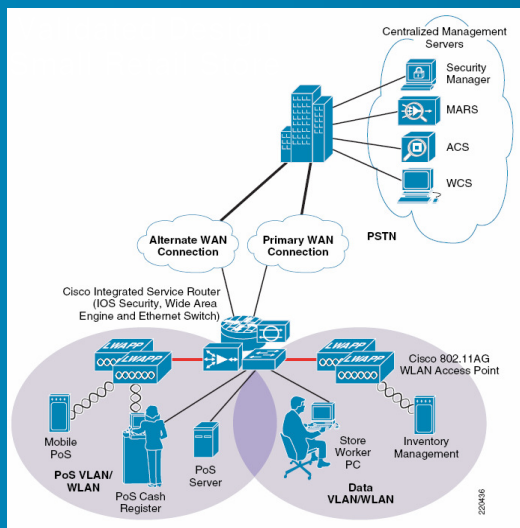 Centralized Management
Servers
Security
Manager
MARS
ACS
WCS
PSTN
Alternate WAN
Connection
Primary WAN
Connection
Cisco Integrated Service Router
(IOS Security, Wide Area
Engine and Ethernet Switch)
LWAPP
LWAPP
LWAPP
LWAPP
Cisco 802.11AG
WLAN Access Point
Mobile
PoS
PoS VLAN/
WLAN
PoS Cash
Register
PoS
Server
Store
Worker
PC
Data
VLAN/WLAN
Inventory
Management
220436